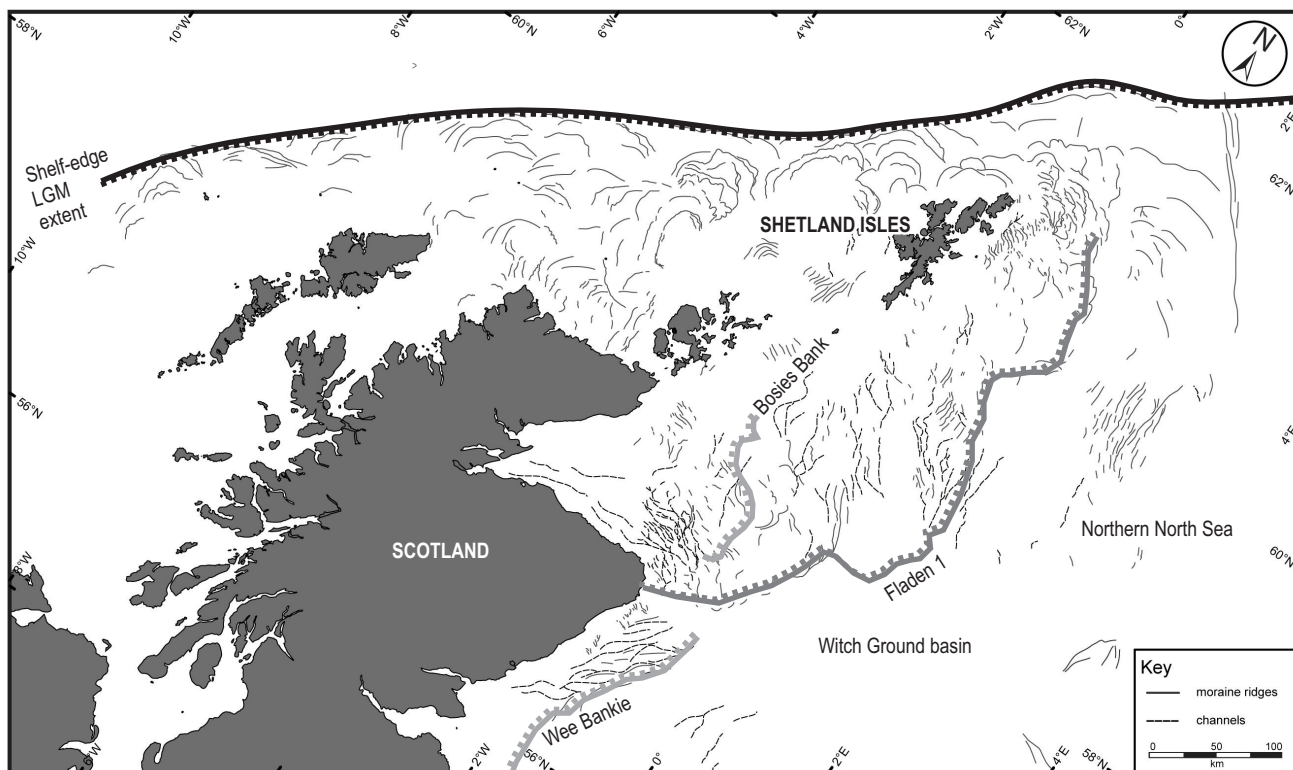 58°N
10°W
8°W
60°N
6°W
4°W
2°W
62°N
0°
N
2°E
Shelf-edge
LGM
extent
62°N
SHETLAND ISLES
10°W
Bosies Bank
56°N
4°E
Northern North Sea
SCOTLAND
8°W
60°N
Fladen 1
Witch Ground basin
Wee Bankie
Key
moraine ridges
channels
0 50 100
km
6°W
2°W
56°N
0°
2°E
4°E
58°N